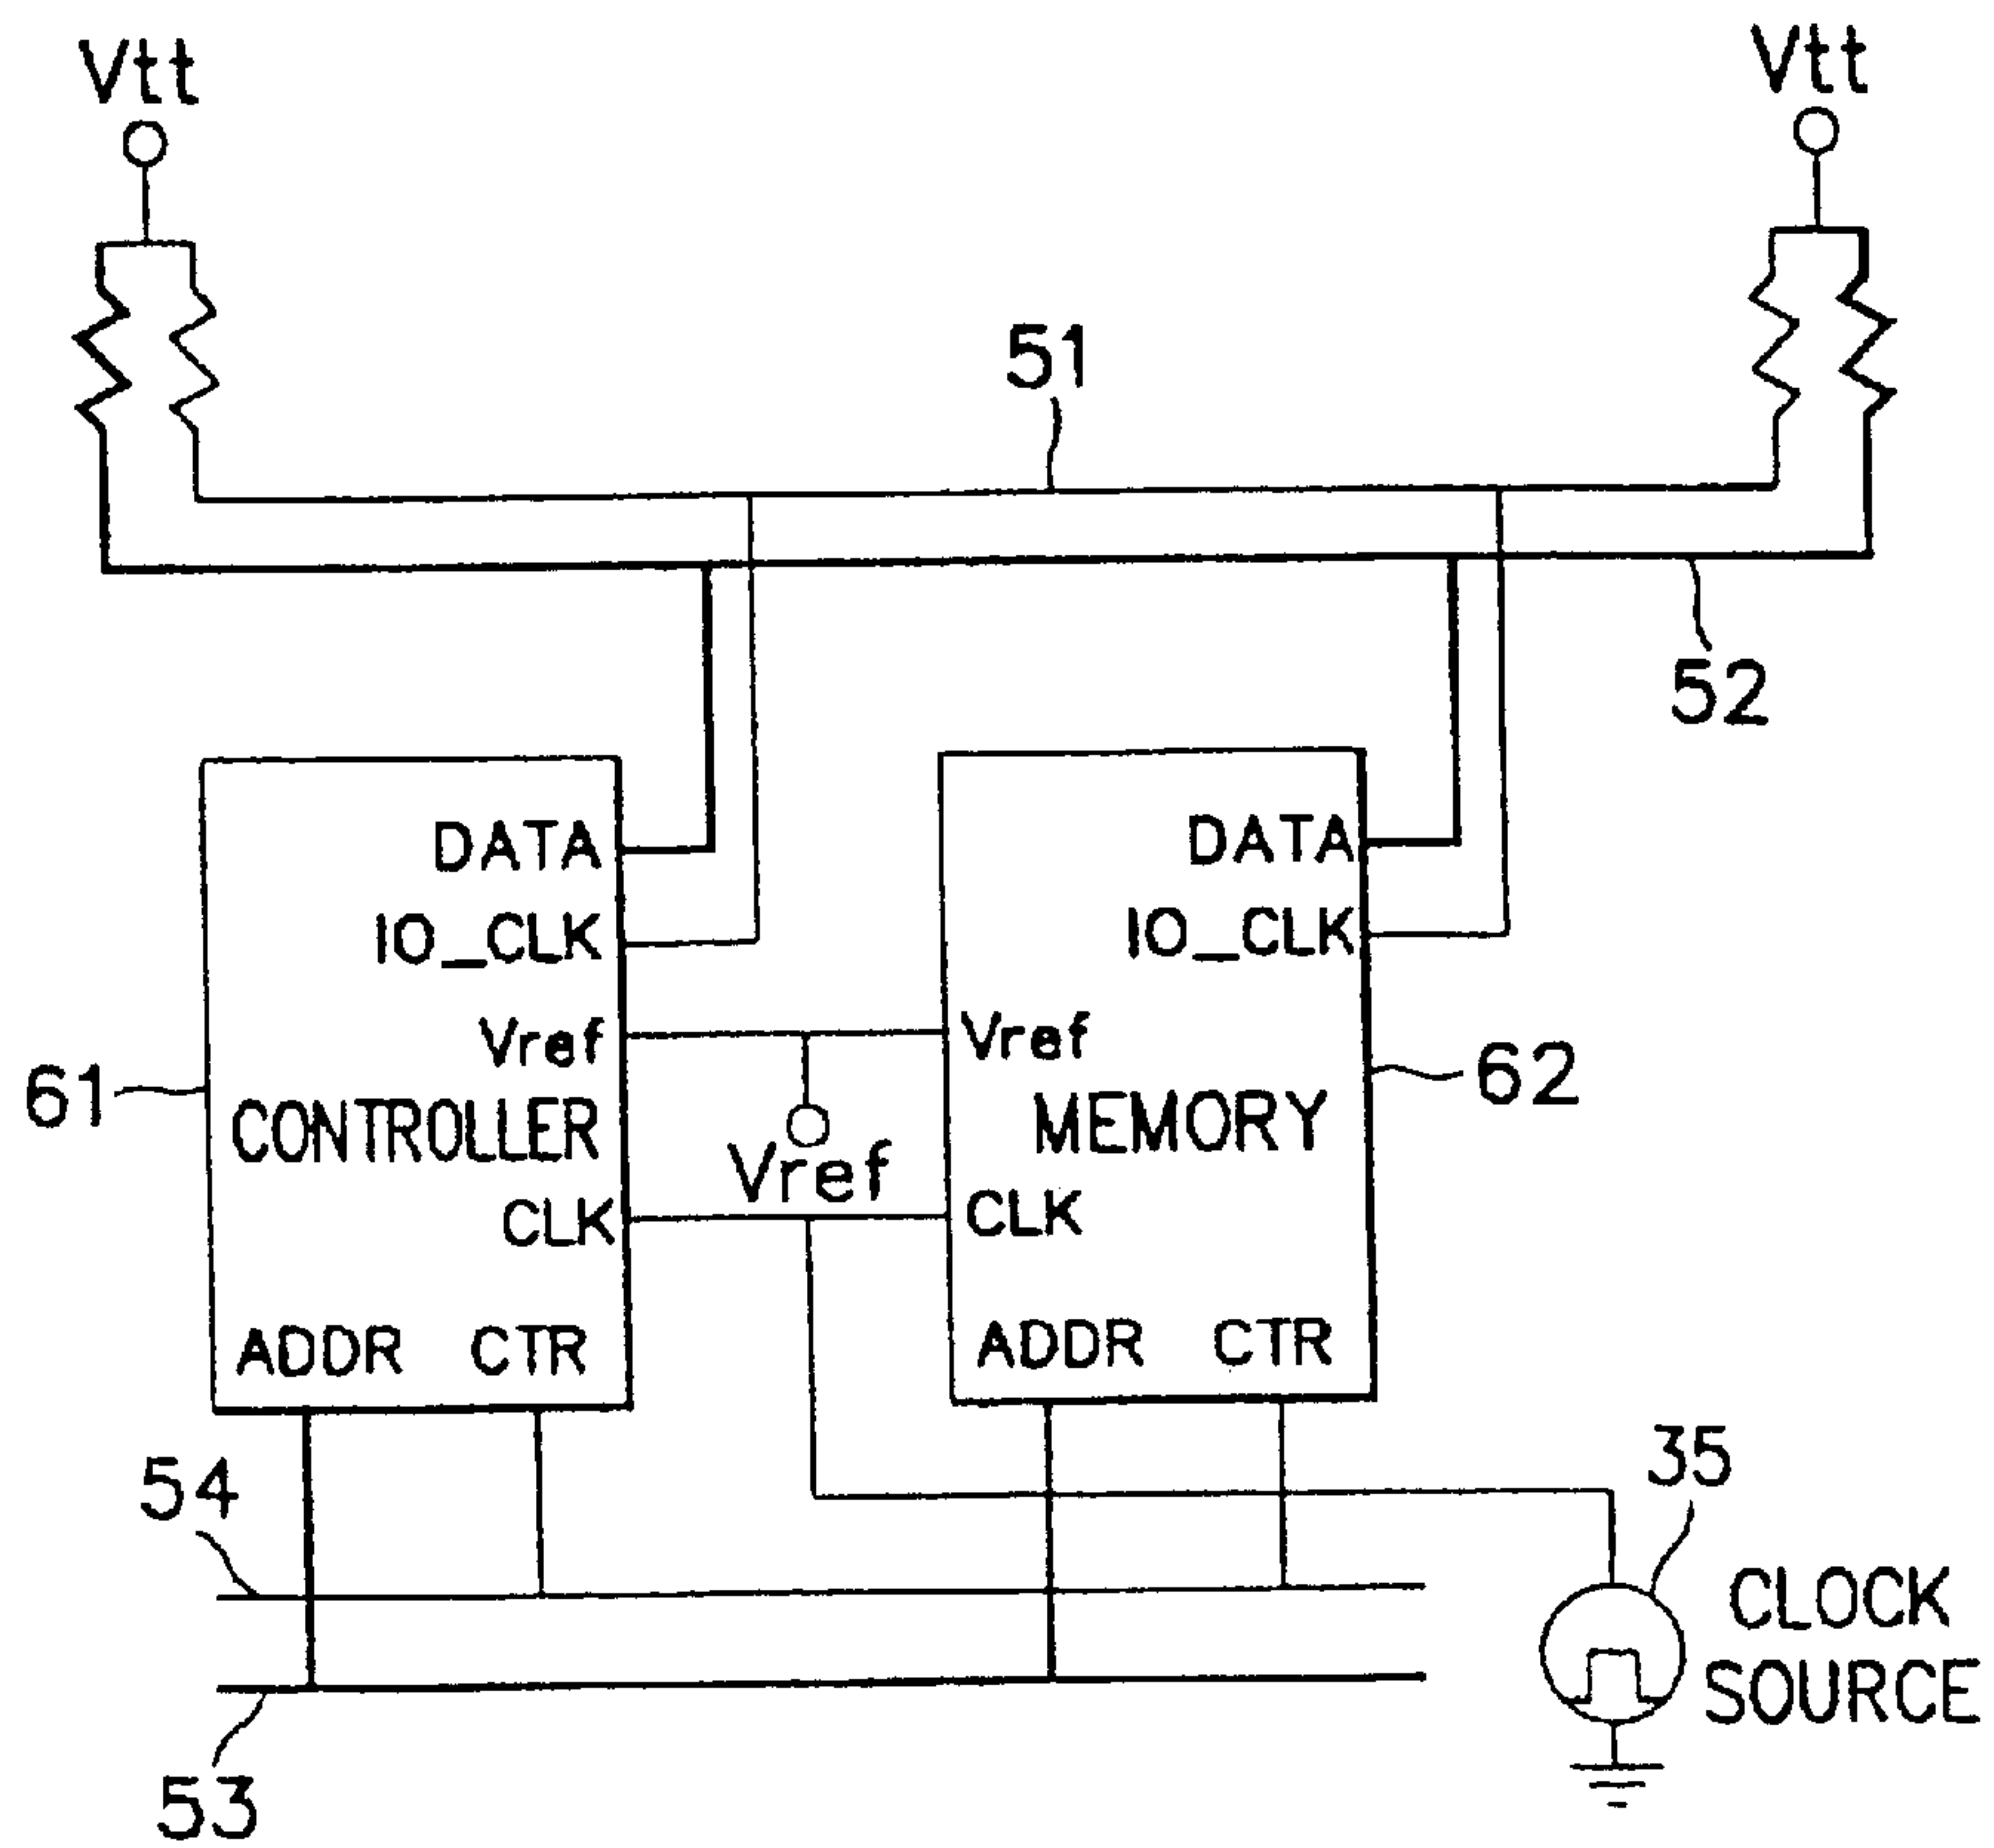 Vtt Vtt
51
52
DATA DATA
IO_CLK IO_CLK
Vref Vref
61 62
CONTROLLER MEMORY
Vref
CLK CLK
ADDR CTR ADDR CTR
54 35
CLOCK
SOURCE
53